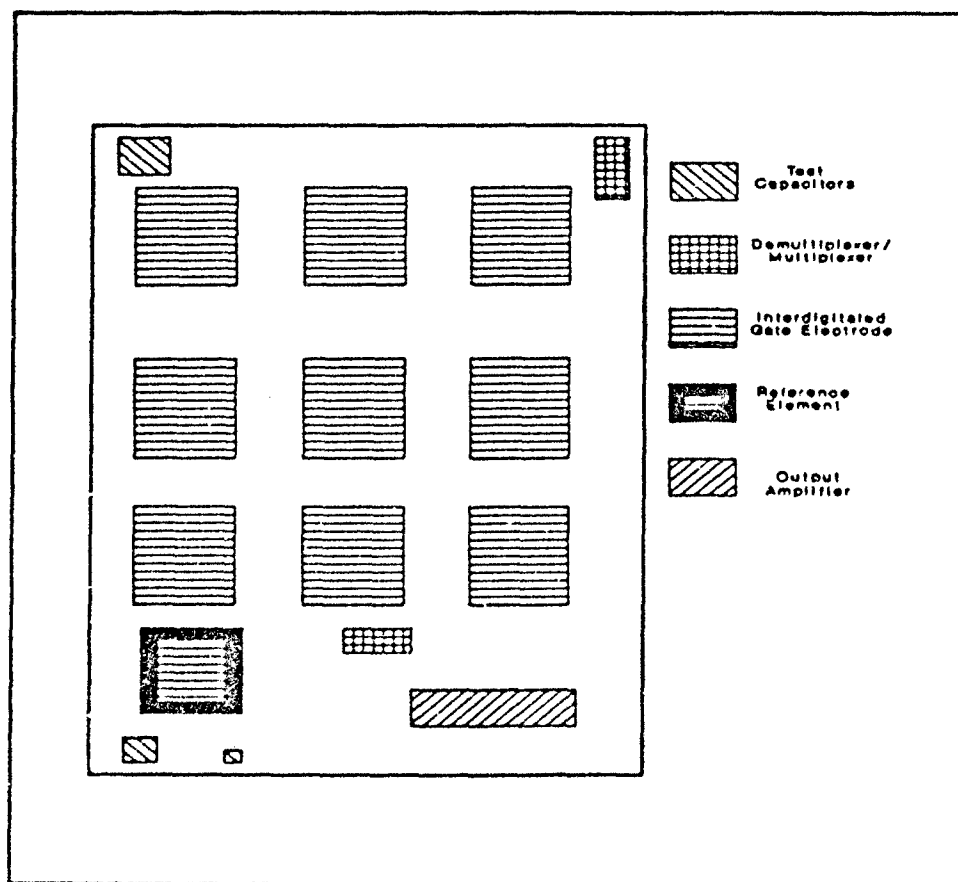 Test
Capacitors
Demultiplexer/
Multiplexer
Interdigitated
Gate Electrode
Reference
Element
Output
Amplifier